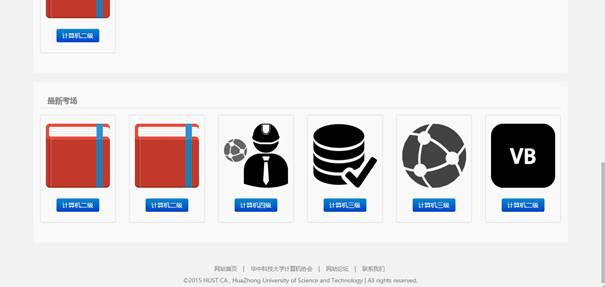 计算机二级
最新考场
计算机二级 计算机二级 计算机四级 计算机三级 计算机三级 VB 计算机二级
网站首页 | 华中科技大学计算机协会 | 网站论坛 | 联系我们
©2015 HUST CA , HuaZhong University of Science and Technology | All rights reserved.